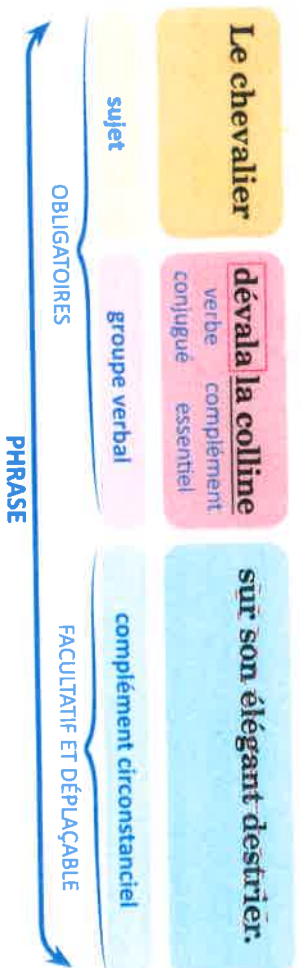 Le chevalier
dévala la colline
verbe conjugué
complément essentiel
sur son élégant destrier.
sujet
groupe verbal
complément circonstanciel
OBLIGATOIRES
FACULTATIF ET DÉPLAÇABLE
PHRASE